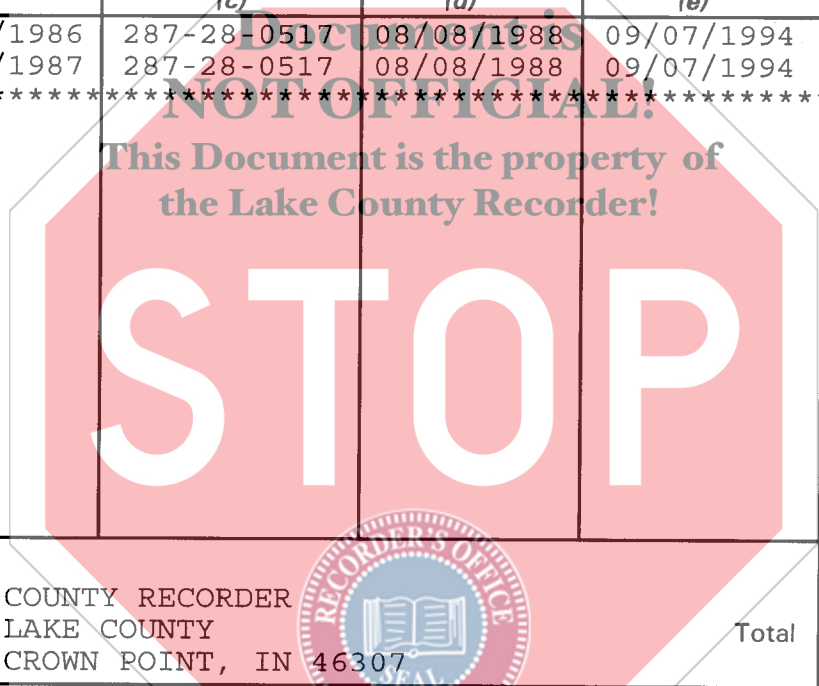 (c) (d) (e)
/1986 287-28-0517 08/08/1988 09/07/1994
/1987 287-28-0517 08/08/1988 09/07/1994
Document is
NOT OFFICIAL!
This Document is the property of
the Lake County Recorder!
STOP
COUNTY RECORDER
LAKE COUNTY
CROWN POINT, IN 46307
Total
RECORDER'S OFFICE
SEAL